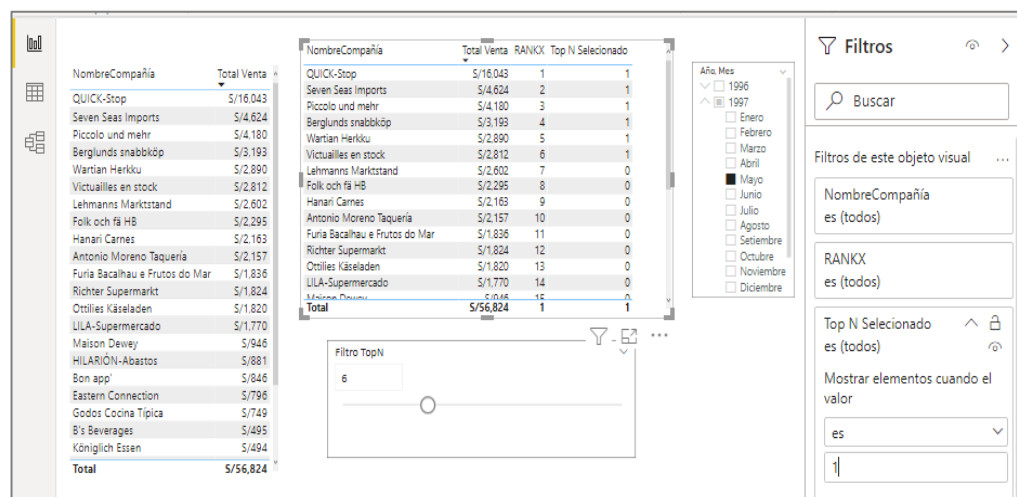 NombreCompañía Total Venta
QUICK-Stop S/16,043
Seven Seas Imports S/4,624
Piccolo und mehr S/4,180
Berglunds snabbköp S/3,193
Wartian Herkku S/2,890
Victuailles en stock S/2,812
Lehmanns Marktstand S/2,602
Folk och fä HB S/2,295
Hanari Carnes S/2,163
Antonio Moreno Taquería S/2,157
Furia Bacalhau e Frutos do Mar S/1,836
Richter Supermarkt S/1,824
Ottilies Käseladen S/1,820
LILA-Supermercado S/1,770
Maison Dewey S/946
HILARIÓN-Abastos S/881
Bon app' S/846
Eastern Connection S/796
Godos Cocina Típica S/749
B's Beverages S/495
Königlich Essen S/494
Total S/56,824
NombreCompañía Total Venta RANKX Top N Selecionado
QUICK-Stop S/16,043 1 1
Seven Seas Imports S/4,624 2 1
Piccolo und mehr S/4,180 3 1
Berglunds snabbköp S/3,193 4 1
Wartian Herkku S/2,890 5 1
Victuailles en stock S/2,812 6 1
Lehmanns Marktstand S/2,602 7 0
Folk och fä HB S/2,295 8 0
Hanari Carnes S/2,163 9 0
Antonio Moreno Taquería S/2,157 10 0
Furia Bacalhau e Frutos do Mar S/1,836 11 0
Richter Supermarkt S/1,824 12 0
Ottilies Käseladen S/1,820 13 0
LILA-Supermercado S/1,770 14 0
Maison Dewey S/946 15 0
Total S/56,824 1 1
Filtro TopN
6
Año, Mes
1996
1997
Enero
Febrero
Marzo
Abril
Mayo
Junio
Julio
Agosto
Setiembre
Octubre
Noviembre
Diciembre
Filtros
Buscar
Filtros de este objeto visual ...
NombreCompañía
es (todos)
RANKX
es (todos)
Top N Selecionado
es (todos)
Mostrar elementos cuando el
valor
es
1